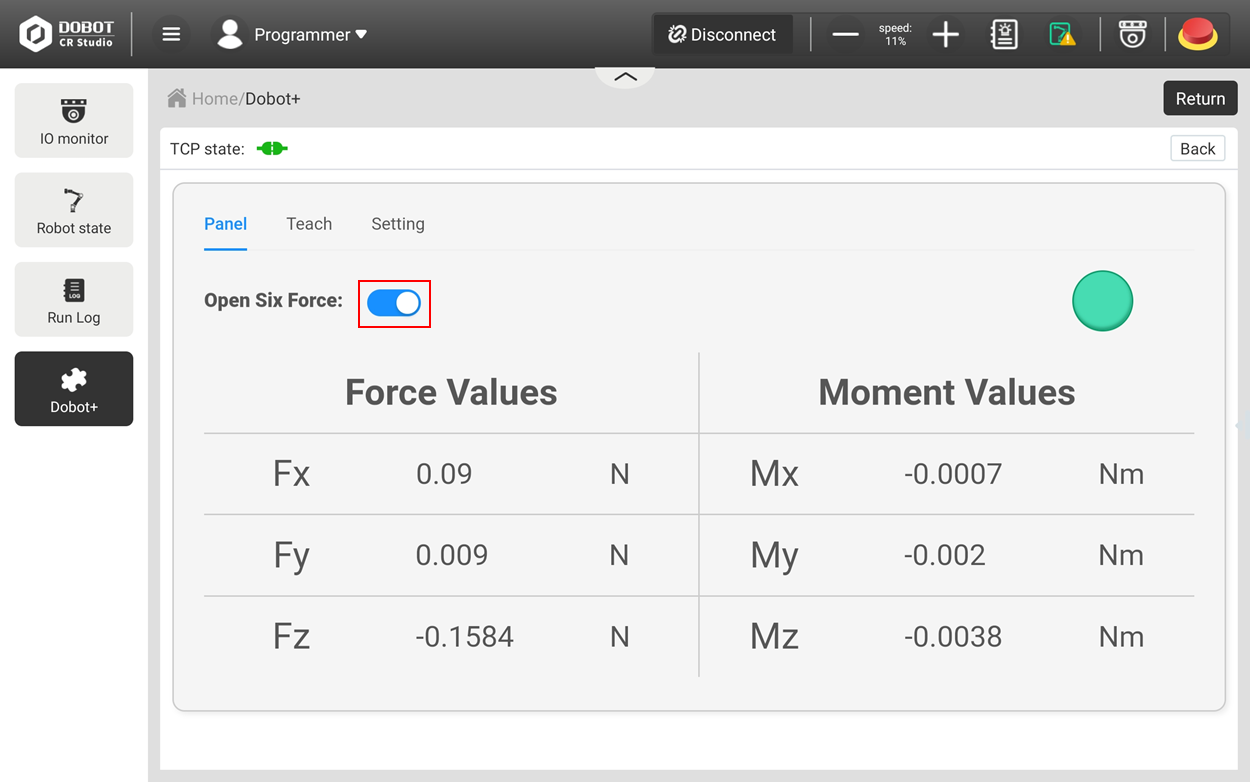 DOBOT
CR Studio
Programmer
Disconnect
speed:
11%
IO monitor
Robot state
LOG
Run Log
Dobot+
Home/Dobot+
Return
TCP state:
Back
Panel Teach Setting
Open Six Force:
Force Values Moment Values
Fx 0.09 N Mx -0.0007 Nm
Fy 0.009 N My -0.002 Nm
Fz -0.1584 N Mz -0.0038 Nm